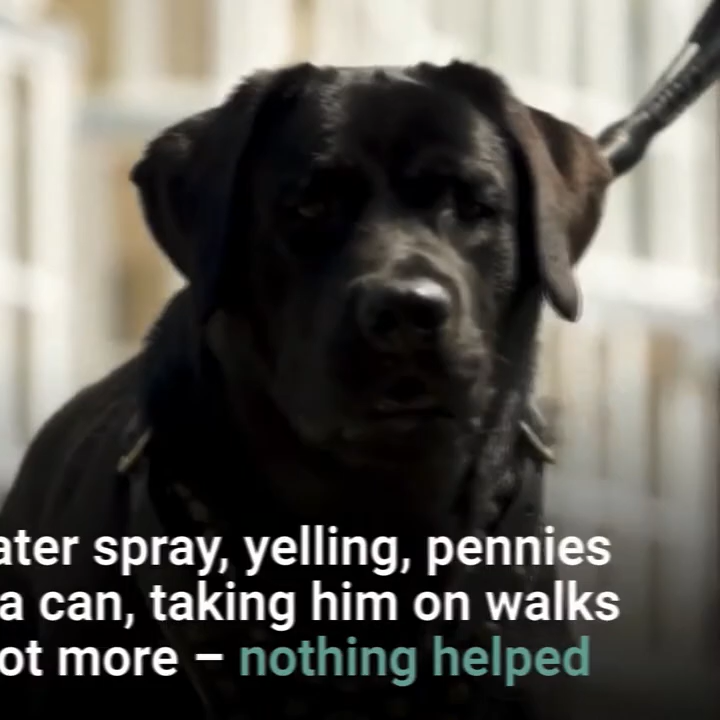 ater spray, yelling, pennies
a can, taking him on walks
ot more – nothing helped